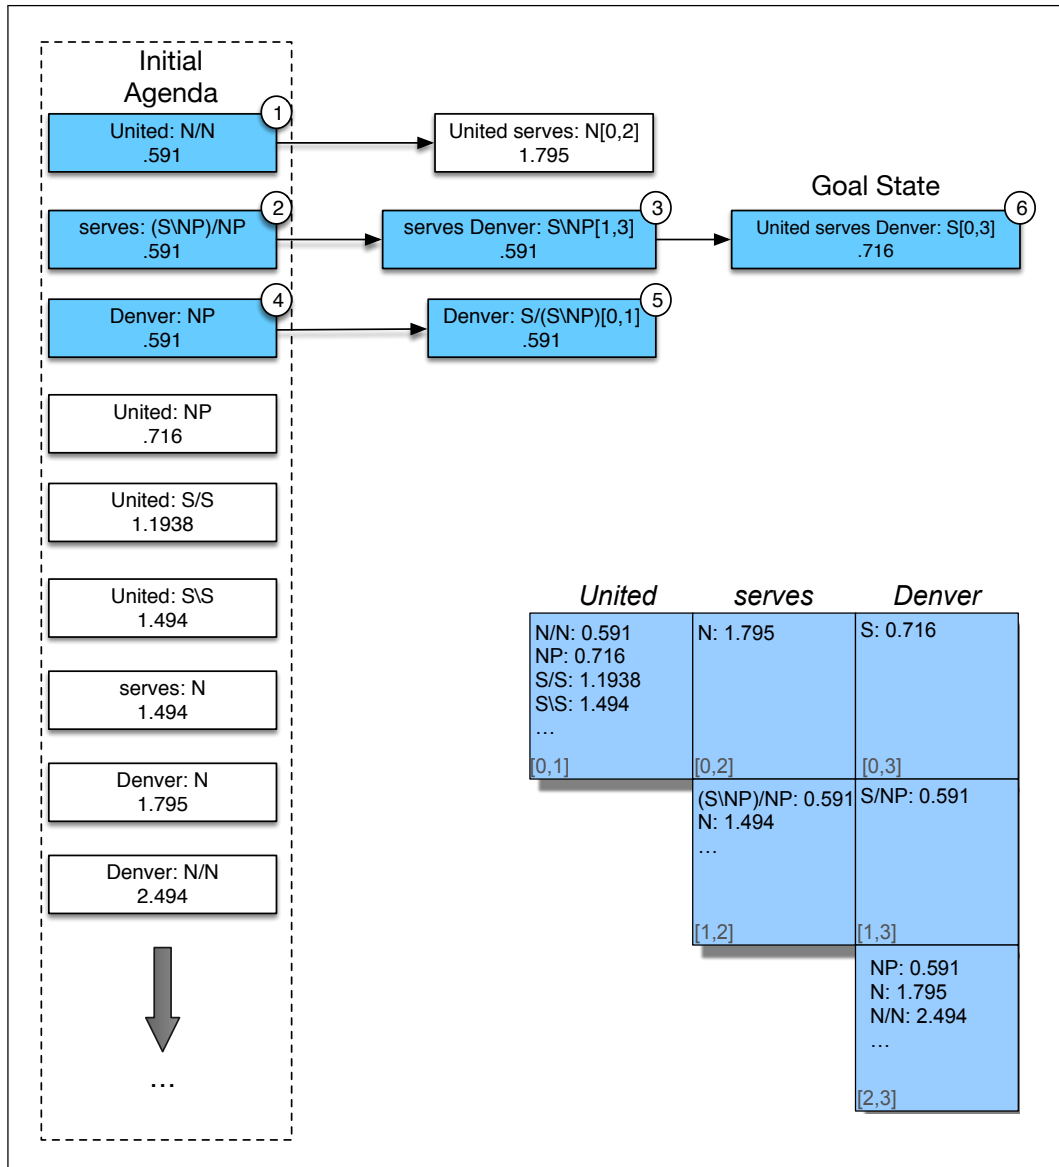 Initial
Agenda
1
United: N/N
.591
United serves: N[0,2]
1.795
Goal State
2
serves: (S\NP)/NP
.591
3
serves Denver: S\NP[1,3]
.591
6
United serves Denver: S[0,3]
.716
4
Denver: NP
.591
5
Denver: S/(S\NP)[0,1]
.591
United: NP
.716
United: S/S
1.1938
United: S\S
1.494
serves: N
1.494
Denver: N
1.795
Denver: N/N
2.494
...
United serves Denver
N/N: 0.591
NP: 0.716
S/S: 1.1938
S\S: 1.494
...
[0,1]
N: 1.795
[0,2]
S: 0.716
[0,3]
(S\NP)/NP: 0.591
N: 1.494
...
[1,2]
S/NP: 0.591
[1,3]
NP: 0.591
N: 1.795
N/N: 2.494
...
[2,3]